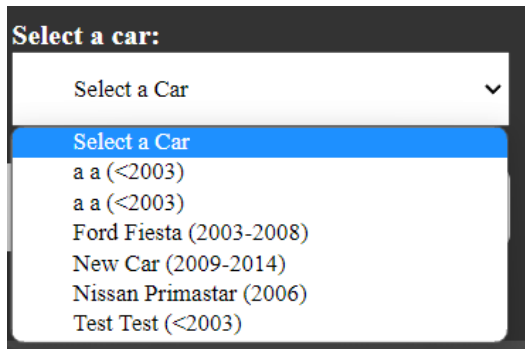 Select a car:
Select a Car
Select a Car
a a (<2003)
a a (<2003)
Ford Fiesta (2003-2008)
New Car (2009-2014)
Nissan Primastar (2006)
Test Test (<2003)